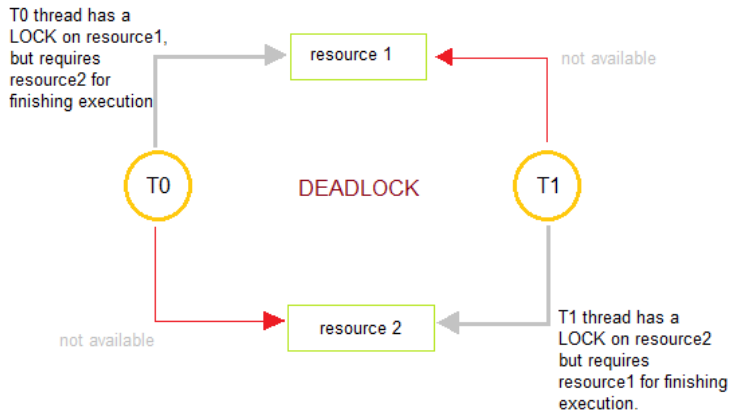 T0 thread has a
LOCK on resource1,
but requires
resource2 for
finishing execution
resource 1
not available
T0
DEADLOCK
T1
not available
resource 2
T1 thread has a
LOCK on resource2
but requires
resource1 for finishing
execution.